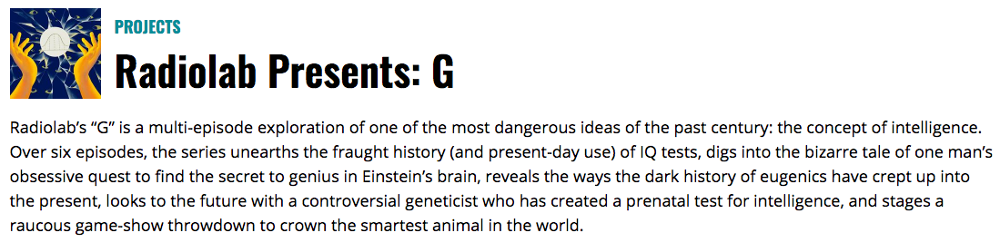 PROJECTS
Radiolab Presents: G
Radiolab’s “G” is a multi-episode exploration of one of the most dangerous ideas of the past century: the concept of intelligence.
Over six episodes, the series unearths the fraught history (and present-day use) of IQ tests, digs into the bizarre tale of one man’s
obsessive quest to find the secret to genius in Einstein’s brain, reveals the ways the dark history of eugenics have crept up into
the present, looks to the future with a controversial geneticist who has created a prenatal test for intelligence, and stages a
raucous game-show throwdown to crown the smartest animal in the world.